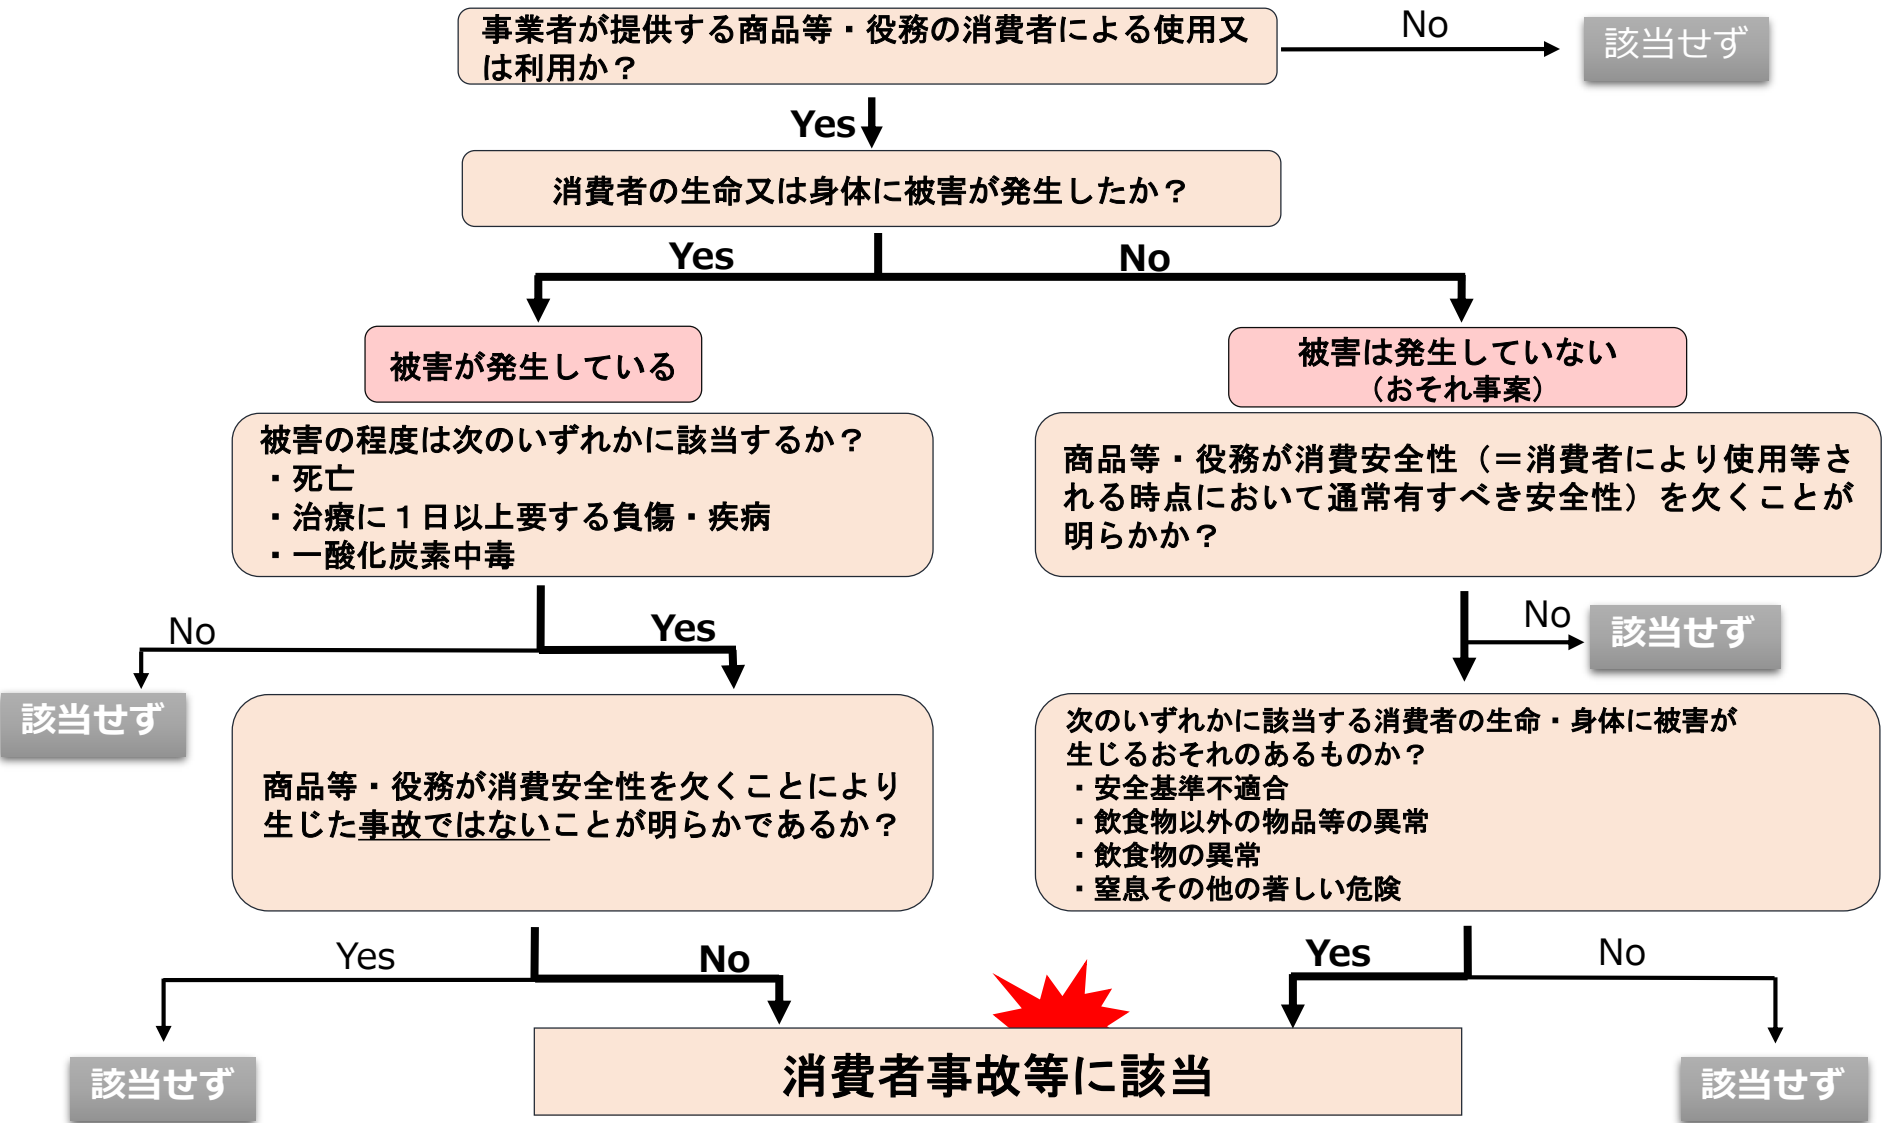 事業者が提供する商品等・役務の消費者による使用又
は利用か？
No
該当せず
Yes
消費者の生命又は身体に被害が発生したか？
Yes
No
被害が発生している
被害は発生していない
（おそれ事案）
被害の程度は次のいずれかに該当するか？
・死亡
・治療に１日以上要する負傷・疾病
・一酸化炭素中毒
商品等・役務が消費安全性（＝消費者により使用等さ
れる時点において通常有すべき安全性）を欠くことが
明らかか？
No
Yes
No
該当せず
該当せず
商品等・役務が消費安全性を欠くことにより
生じた事故ではないことが明らかであるか？
次のいずれかに該当する消費者の生命・身体に被害が
生じるおそれのあるものか？
・安全基準不適合
・飲食物以外の物品等の異常
・飲食物の異常
・窒息その他の著しい危険
Yes
No
Yes
No
該当せず
消費者事故等に該当
該当せず